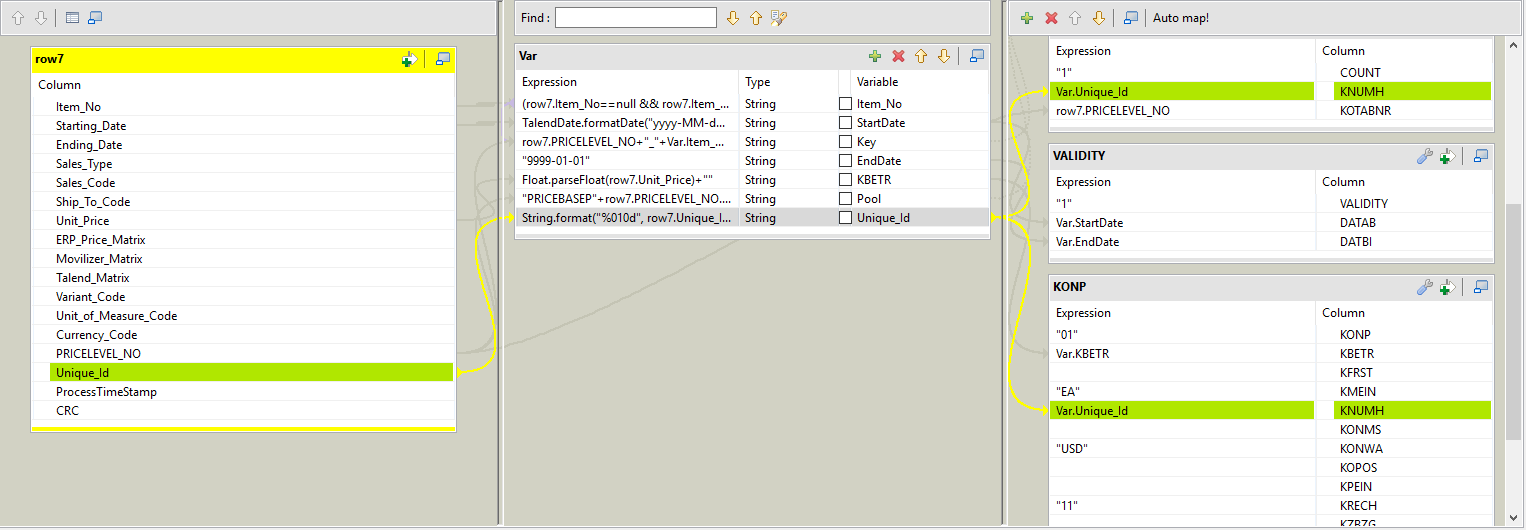 Find :
Auto map!
row7
Column
Item_No
Starting_Date
Ending_Date
Sales_Type
Sales_Code
Ship_To_Code
Unit_Price
ERP_Price_Matrix
Movilizer_Matrix
Talend_Matrix
Variant_Code
Unit_of_Measure_Code
Currency_Code
PRICELEVEL_NO
Unique_Id
ProcessTimeStamp
CRC
Var
Expression Type Variable
(row7.Item_No==null && row7.Item_... String Item_No
TalendDate.formatDate("yyyy-MM-d... String StartDate
row7.PRICELEVEL_NO+"_"+Var.Item_... String Key
"9999-01-01" String EndDate
Float.parseFloat(row7.Unit_Price)+"" String KBETR
"PRICEBASEP"+row7.PRICELEVEL_NO.... String Pool
String.format("%010d", row7.Unique_I... String Unique_Id
Expression Column
"1" COUNT
Var.Unique_Id KNUMH
row7.PRICELEVEL_NO KOTABNR
VALIDITY
Expression Column
"1" VALIDITY
Var.StartDate DATAB
Var.EndDate DATBI
KONP
Expression Column
"01" KONP
Var.KBETR KBETR
KFRST
"EA" KMEIN
Var.Unique_Id KNUMH
KONMS
"USD" KONWA
KOPOS
KPEIN
"11" KRECH
KZBZG